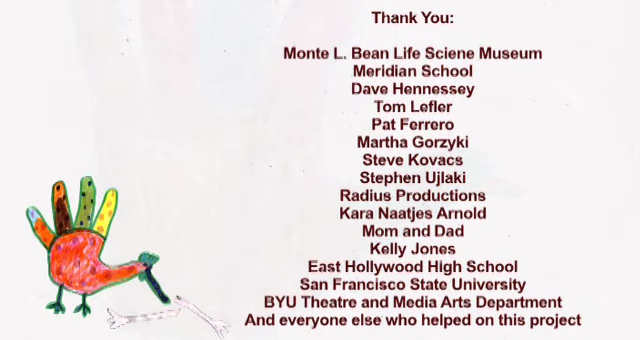 Thank You:
Monte L. Bean Life Sciene Museum
Meridian School
Dave Hennessey
Tom Lefler
Pat Ferrero
Martha Gorzyki
Steve Kovacs
Stephen Ujlaki
Radius Productions
Kara Naatjes Arnold
Mom and Dad
Kelly Jones
East Hollywood High School
San Francisco State University
BYU Theatre and Media Arts Department
And everyone else who helped on this project